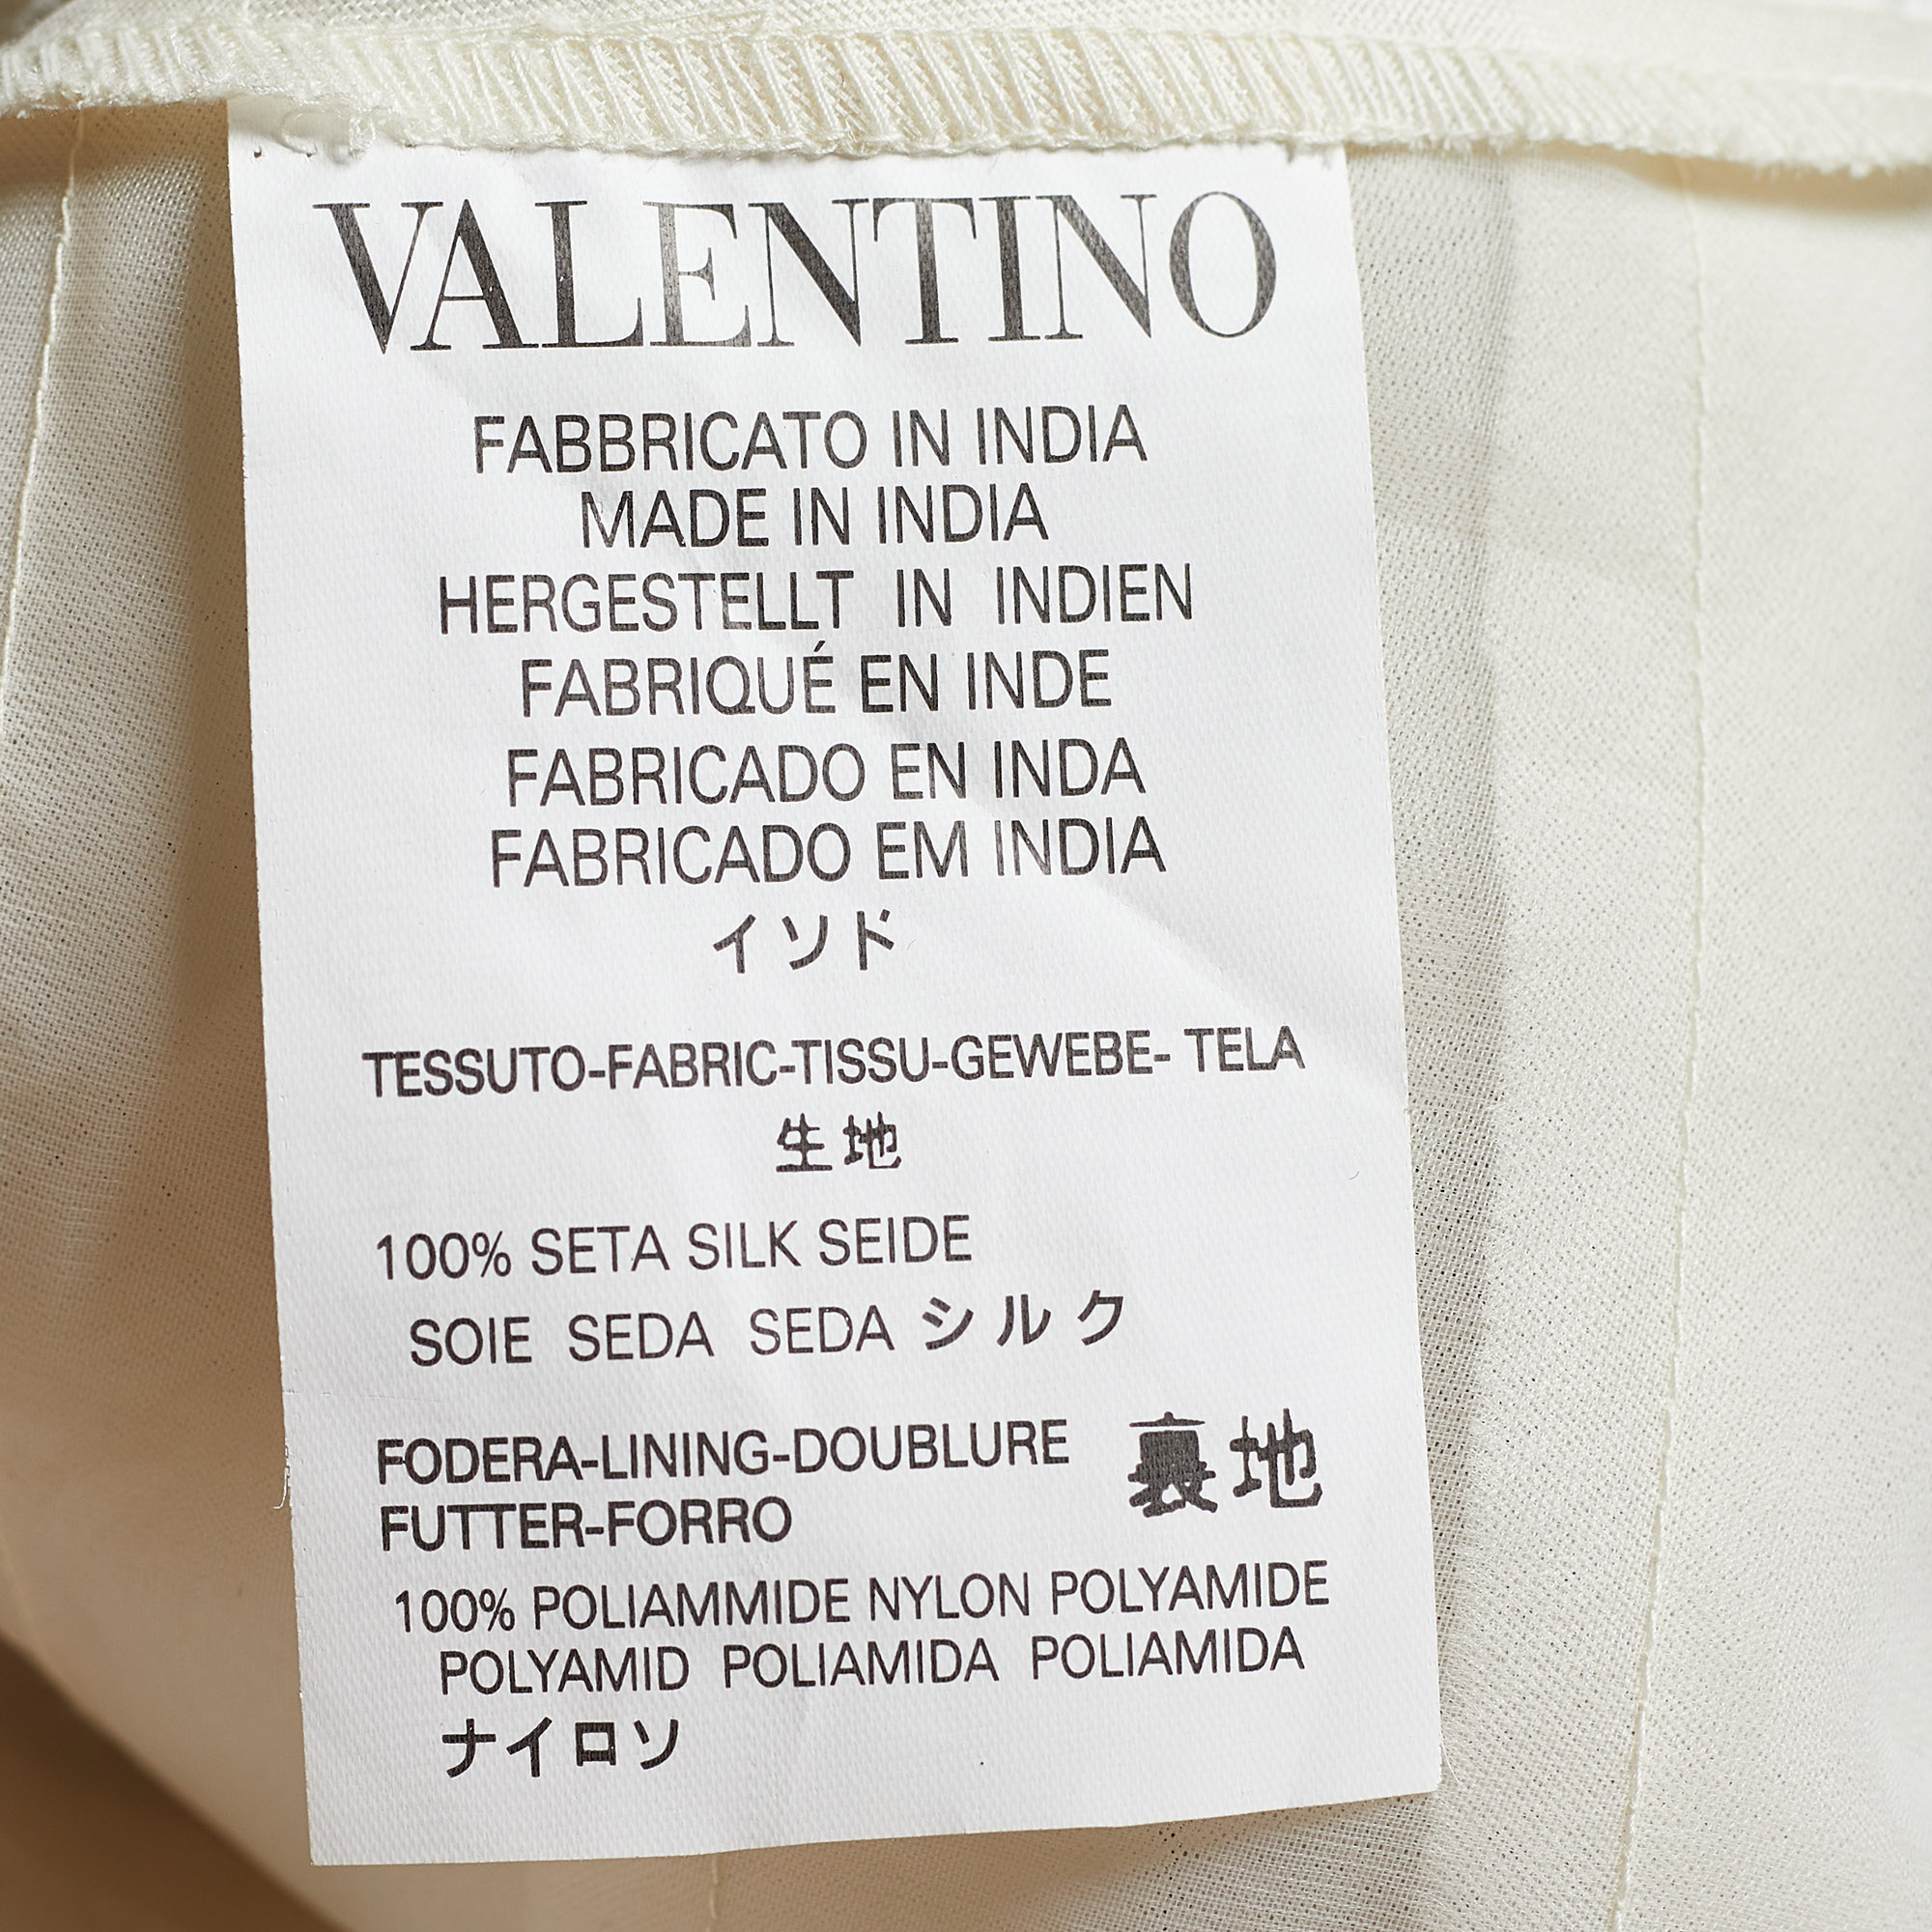 VALENTINO
FABBRICATO IN INDIA
MADE IN INDIA
HERGESTELLT IN INDIEN
FABRIQUÉ EN INDE
FABRICADO EN INDA
FABRICADO EM INDIA
イソド
TESSUTO-FABRIC-TISSU-GEWEBE- TELA
生地
100% SETA SILK SEIDE
SOIE SEDA SEDA シルク
FODERA-LINING-DOUBLURE 裏地
FUTTER-FORRO
100% POLIAMMIDE NYLON POLYAMIDE
POLYAMID POLIAMIDA POLIAMIDA
ナイロソ